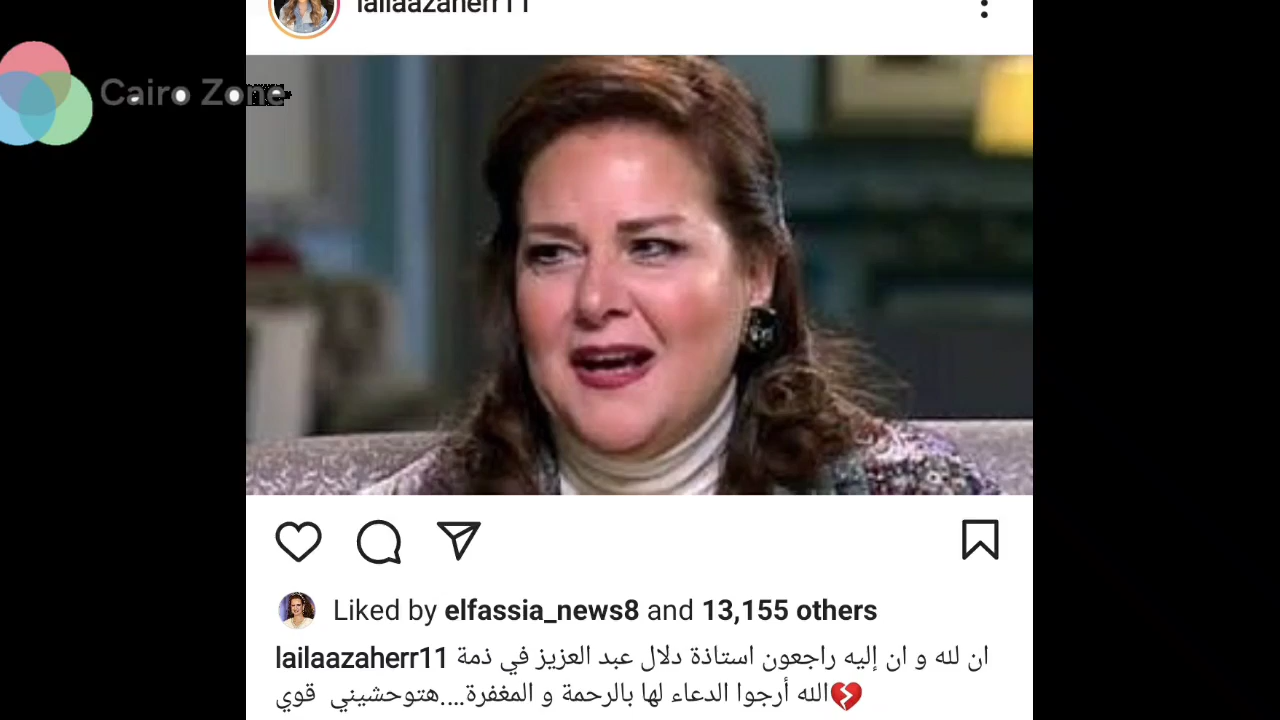 lailaazaherr11
Cairo Zone
Liked by elfassia_news8 and 13,155 others
lailaazaherr11 ان لله و ان إليه راجعون استاذة دلال عبد العزيز في ذمة
الله أرجوا الدعاء لها بالرحمة و المغفرة....هتوحشيني قوي